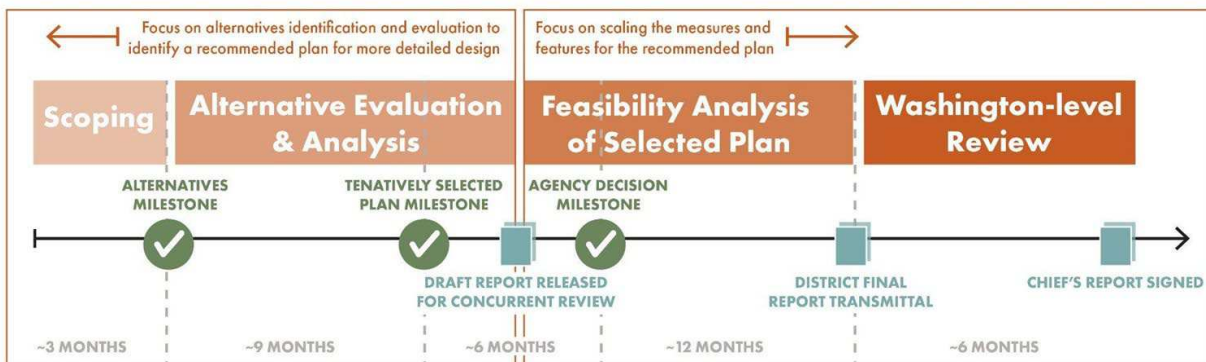 Focus on alternatives identification and evaluation to
identify a recommended plan for more detailed design
Focus on scaling the measures and
features for the recommended plan
Scoping
Alternative Evaluation
& Analysis
Feasibility Analysis
of Selected Plan
Washington-level
Review
ALTERNATIVES
MILESTONE
TENATIVELY SELECTED
PLAN MILESTONE
AGENCY DECISION
MILESTONE
DRAFT REPORT RELEASED
FOR CONCURRENT REVIEW
DISTRICT FINAL
REPORT TRANSMITTAL
CHIEF'S REPORT SIGNED
~3 MONTHS
~9 MONTHS
~6 MONTHS
~12 MONTHS
~6 MONTHS